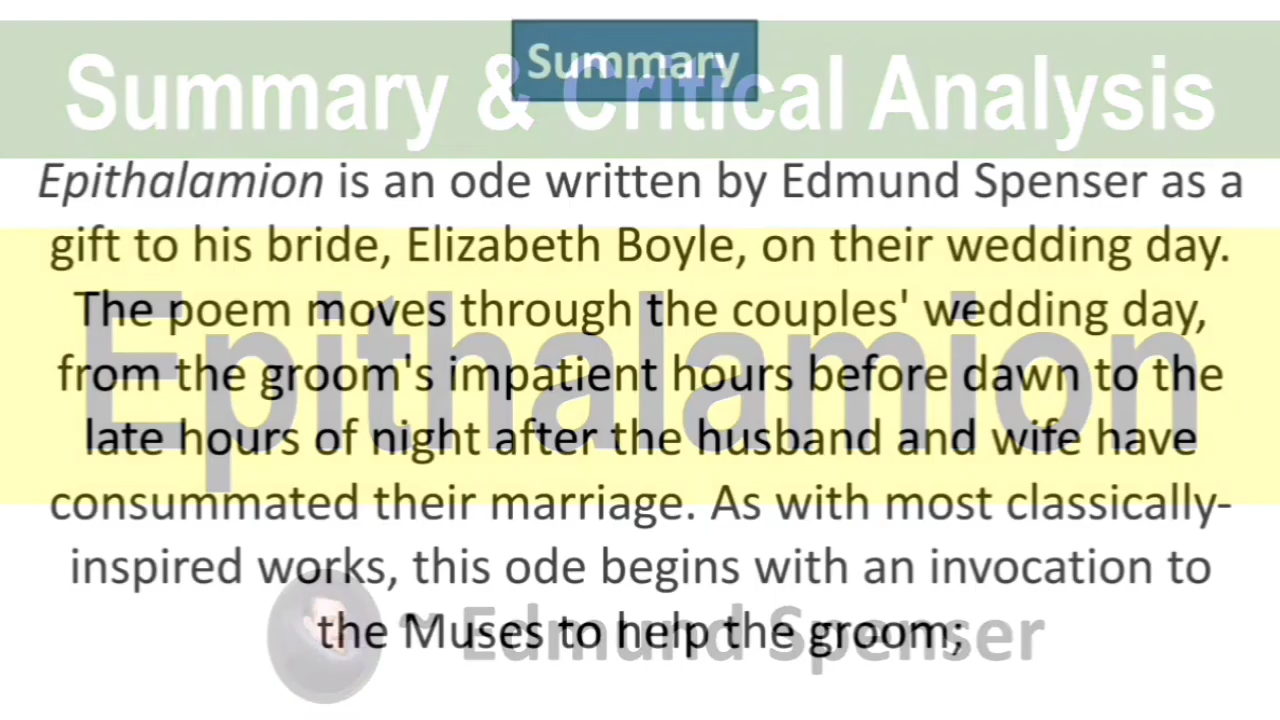 Summary
Summary & Critical Analysis
Epithalamion is an ode written by Edmund Spenser as a
gift to his bride, Elizabeth Boyle, on their wedding day.
The poem moves through the couples' wedding day,
from the groom's impatient hours before dawn to the
late hours of night after the husband and wife have
consummated their marriage. As with most classically-
inspired works, this ode begins with an invocation to
the Muses to help the groom;
Epithalamion
~ Edmund Spenser